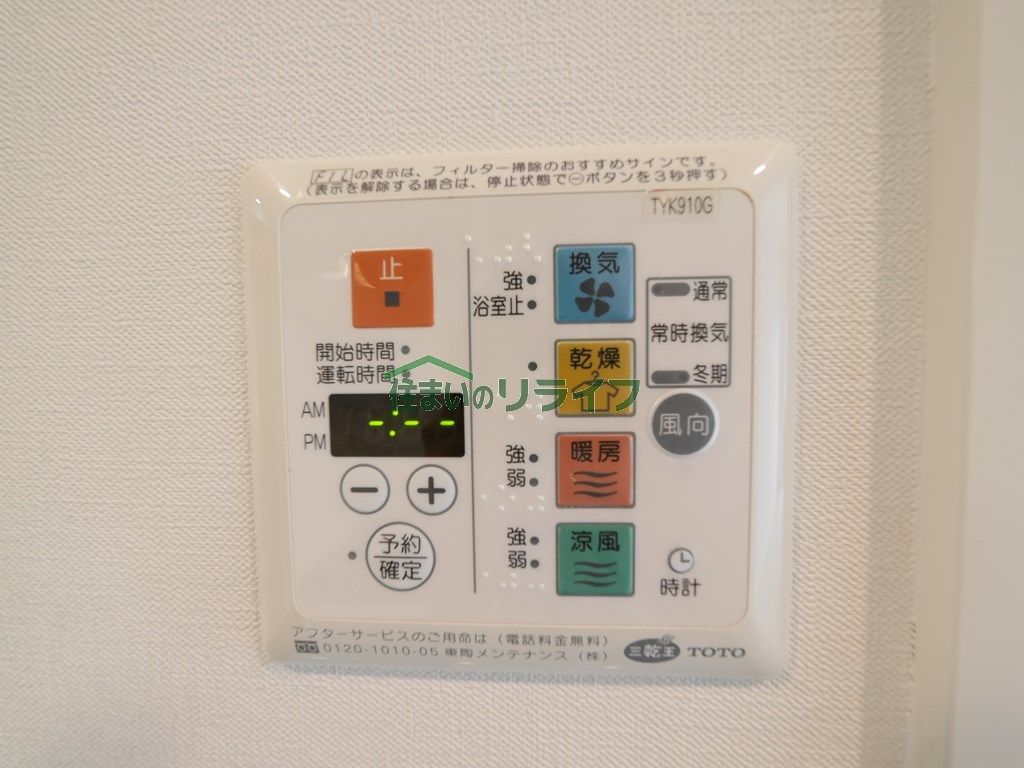 FILの表示は、フィルター掃除のおすすめサインです。
(表示を解除する場合は、停止状態で⊖ボタンを3秒押す)
TYK910G
止
開始時間
運転時間
AM
PM
-:--
−
+
予約
確定
強
浴室止
換気
乾燥
強
弱
暖房
強
弱
涼風
通常
常時換気
冬期
風向
時計
住まいのリライフ
アフターサービスのご用命は(電話料金無料)
0120-1010-05 東陶メンテナンス(株)
三乾王
TOTO